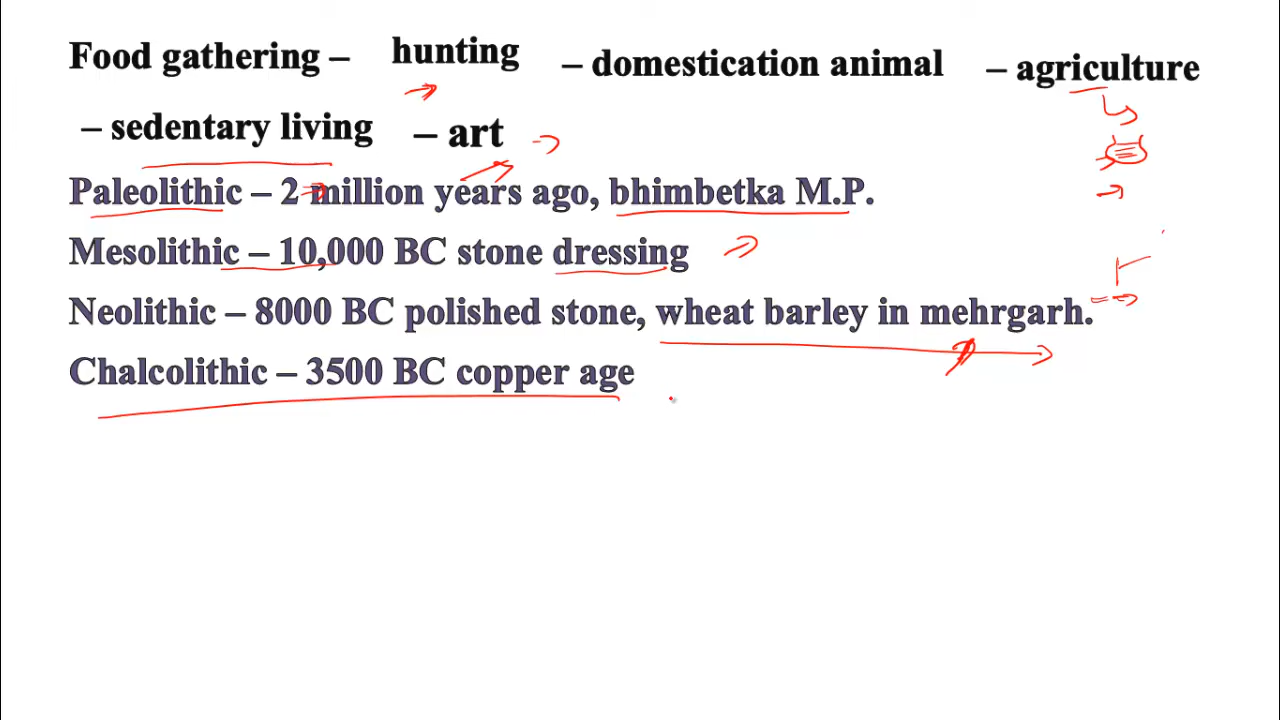 Food gathering – hunting – domestication animal – agriculture
– sedentary living – art
Paleolithic – 2 million years ago, bhimbetka M.P.
Mesolithic – 10,000 BC stone dressing
Neolithic – 8000 BC polished stone, wheat barley in mehrgarh.
Chalcolithic – 3500 BC copper age